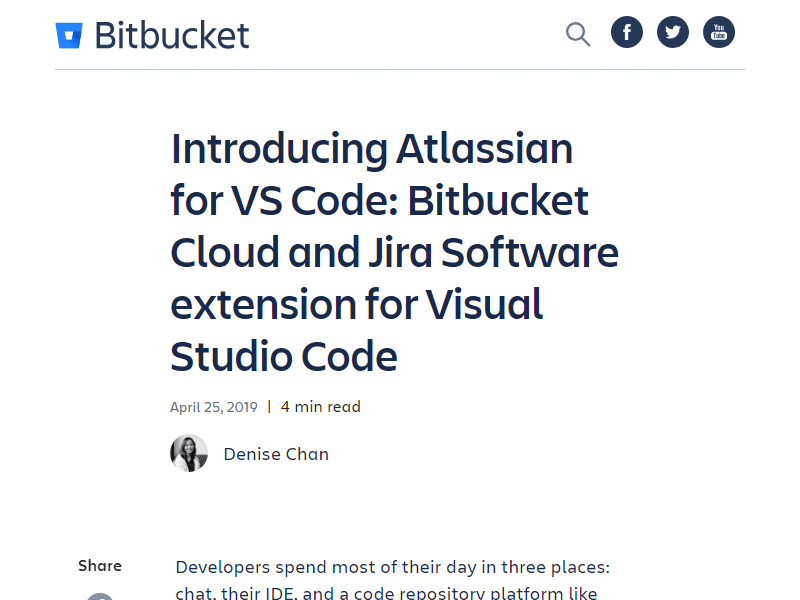 Bitbucket
f
You Tube
Introducing Atlassian
for VS Code: Bitbucket
Cloud and Jira Software
extension for Visual
Studio Code
April 25, 2019 | 4 min read
Denise Chan
Share
Developers spend most of their day in three places:
chat, their IDE, and a code repository platform like